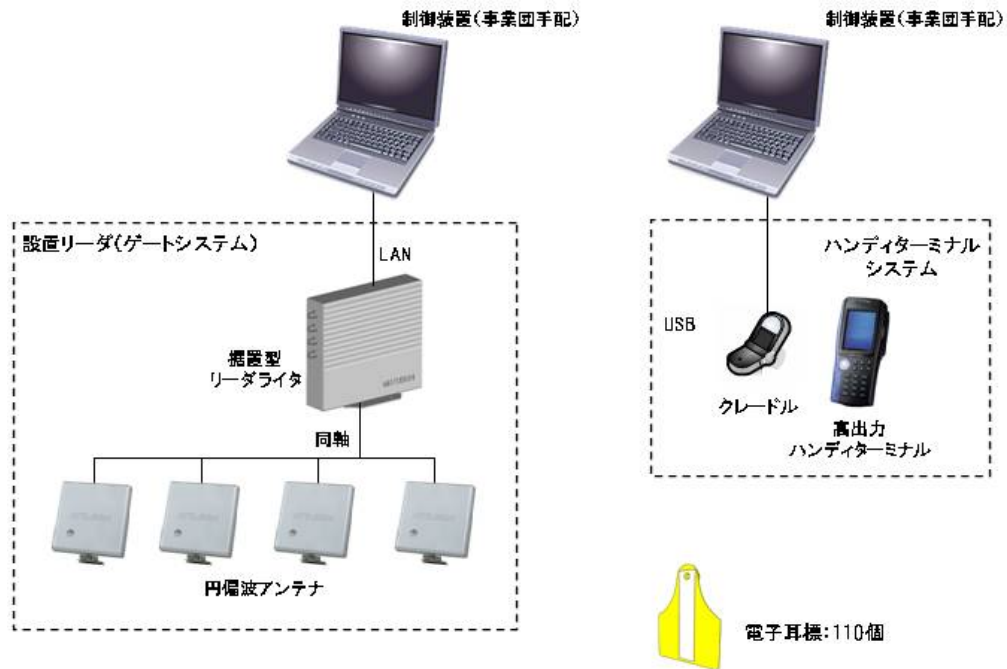 制御装置(事業団手配)
制御装置(事業団手配)
設置リーダ(ゲートシステム)
LAN
据置型
リーダライタ
MITSUBISHI
同軸
円偏波アンテナ
ハンディターミナル
システム
USB
クレードル
高出力
ハンディターミナル
電子耳標:110個